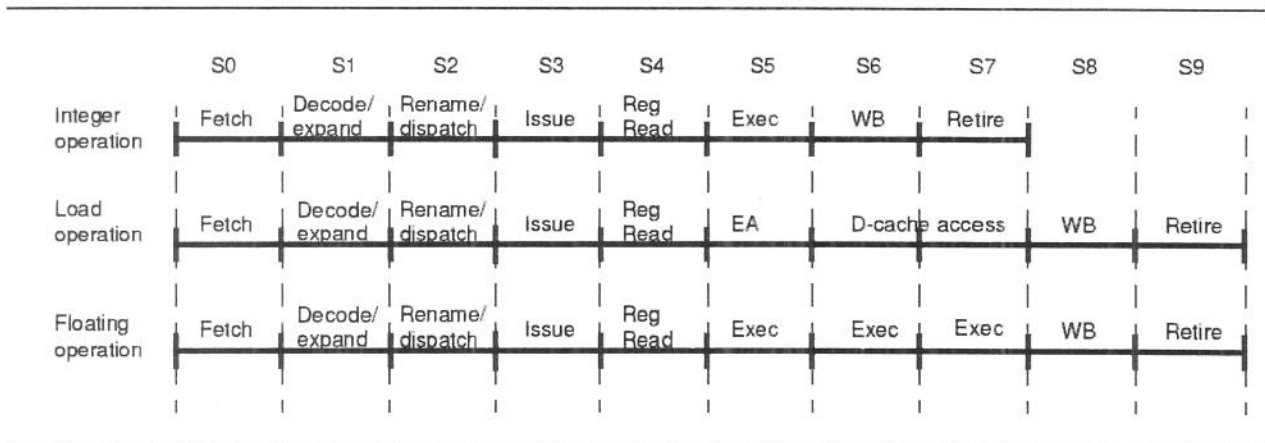 S0 S1 S2 S3 S4 S5 S6 S7 S8 S9
Integer operation
Fetch Decode/expand Rename/dispatch Issue Reg Read Exec WB Retire
Load operation
Fetch Decode/expand Rename/dispatch Issue Reg Read EA D-cache access WB Retire
Floating operation
Fetch Decode/expand Rename/dispatch Issue Reg Read Exec Exec Exec WB Retire